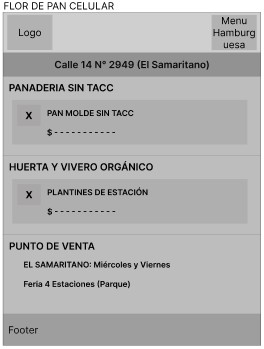 FLOR DE PAN CELULAR
Logo
Menu
Hamburg
uesa
Calle 14 N° 2949 (El Samaritano)
PANADERIA SIN TACC
X
PAN MOLDE SIN TACC
$ - - - - - - - - - - -
HUERTA Y VIVERO ORGÁNICO
X
PLANTINES DE ESTACIÓN
$ - - - - - - - - - - -
PUNTO DE VENTA
EL SAMARITANO: Miércoles y Viernes
Feria 4 Estaciones (Parque)
Footer